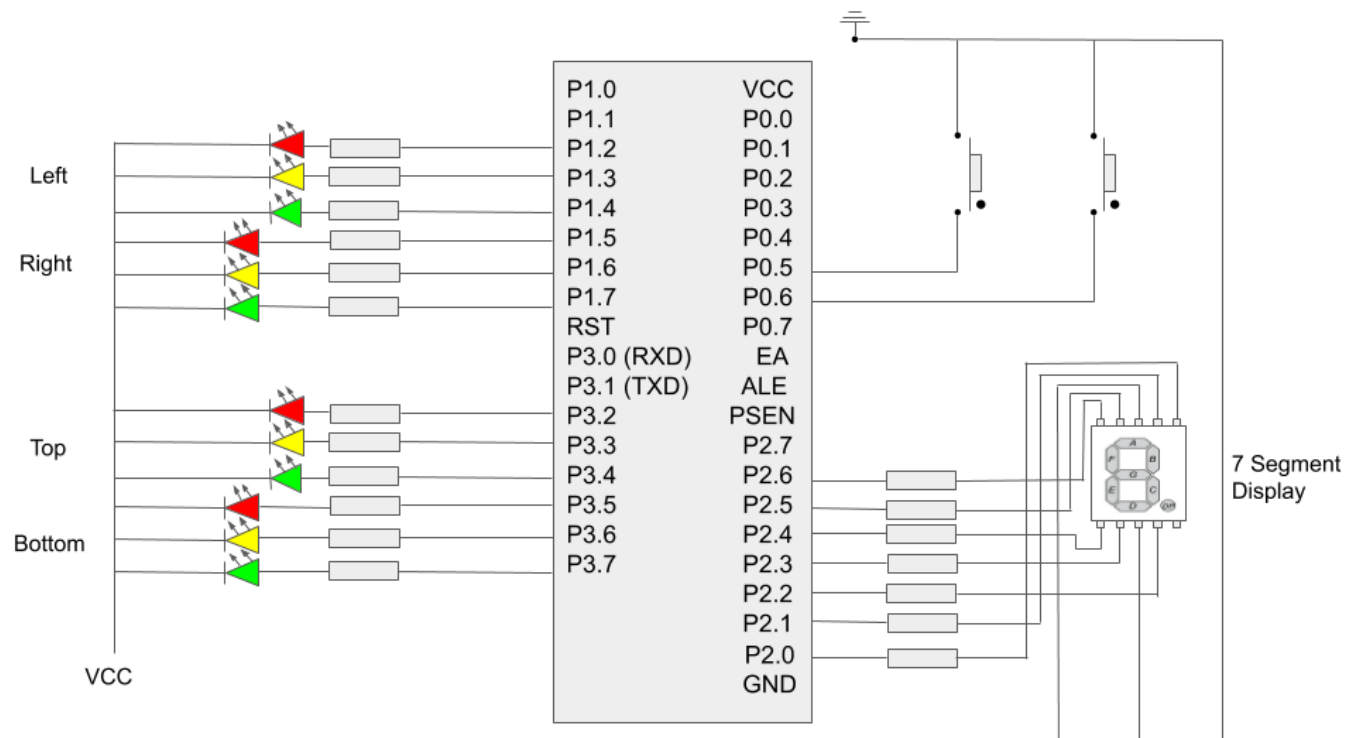 Left
Right
Top
Bottom
VCC
P1.0 VCC
P1.1 P0.0
P1.2 P0.1
P1.3 P0.2
P1.4 P0.3
P1.5 P0.4
P1.6 P0.5
P1.7 P0.6
RST P0.7
P3.0 (RXD) EA
P3.1 (TXD) ALE
P3.2 PSEN
P3.3 P2.7
P3.4 P2.6
P3.5 P2.5
P3.6 P2.4
P3.7 P2.3
P2.2
P2.1
P2.0
GND
A
F B
G
E C
D DP
7 Segment
Display